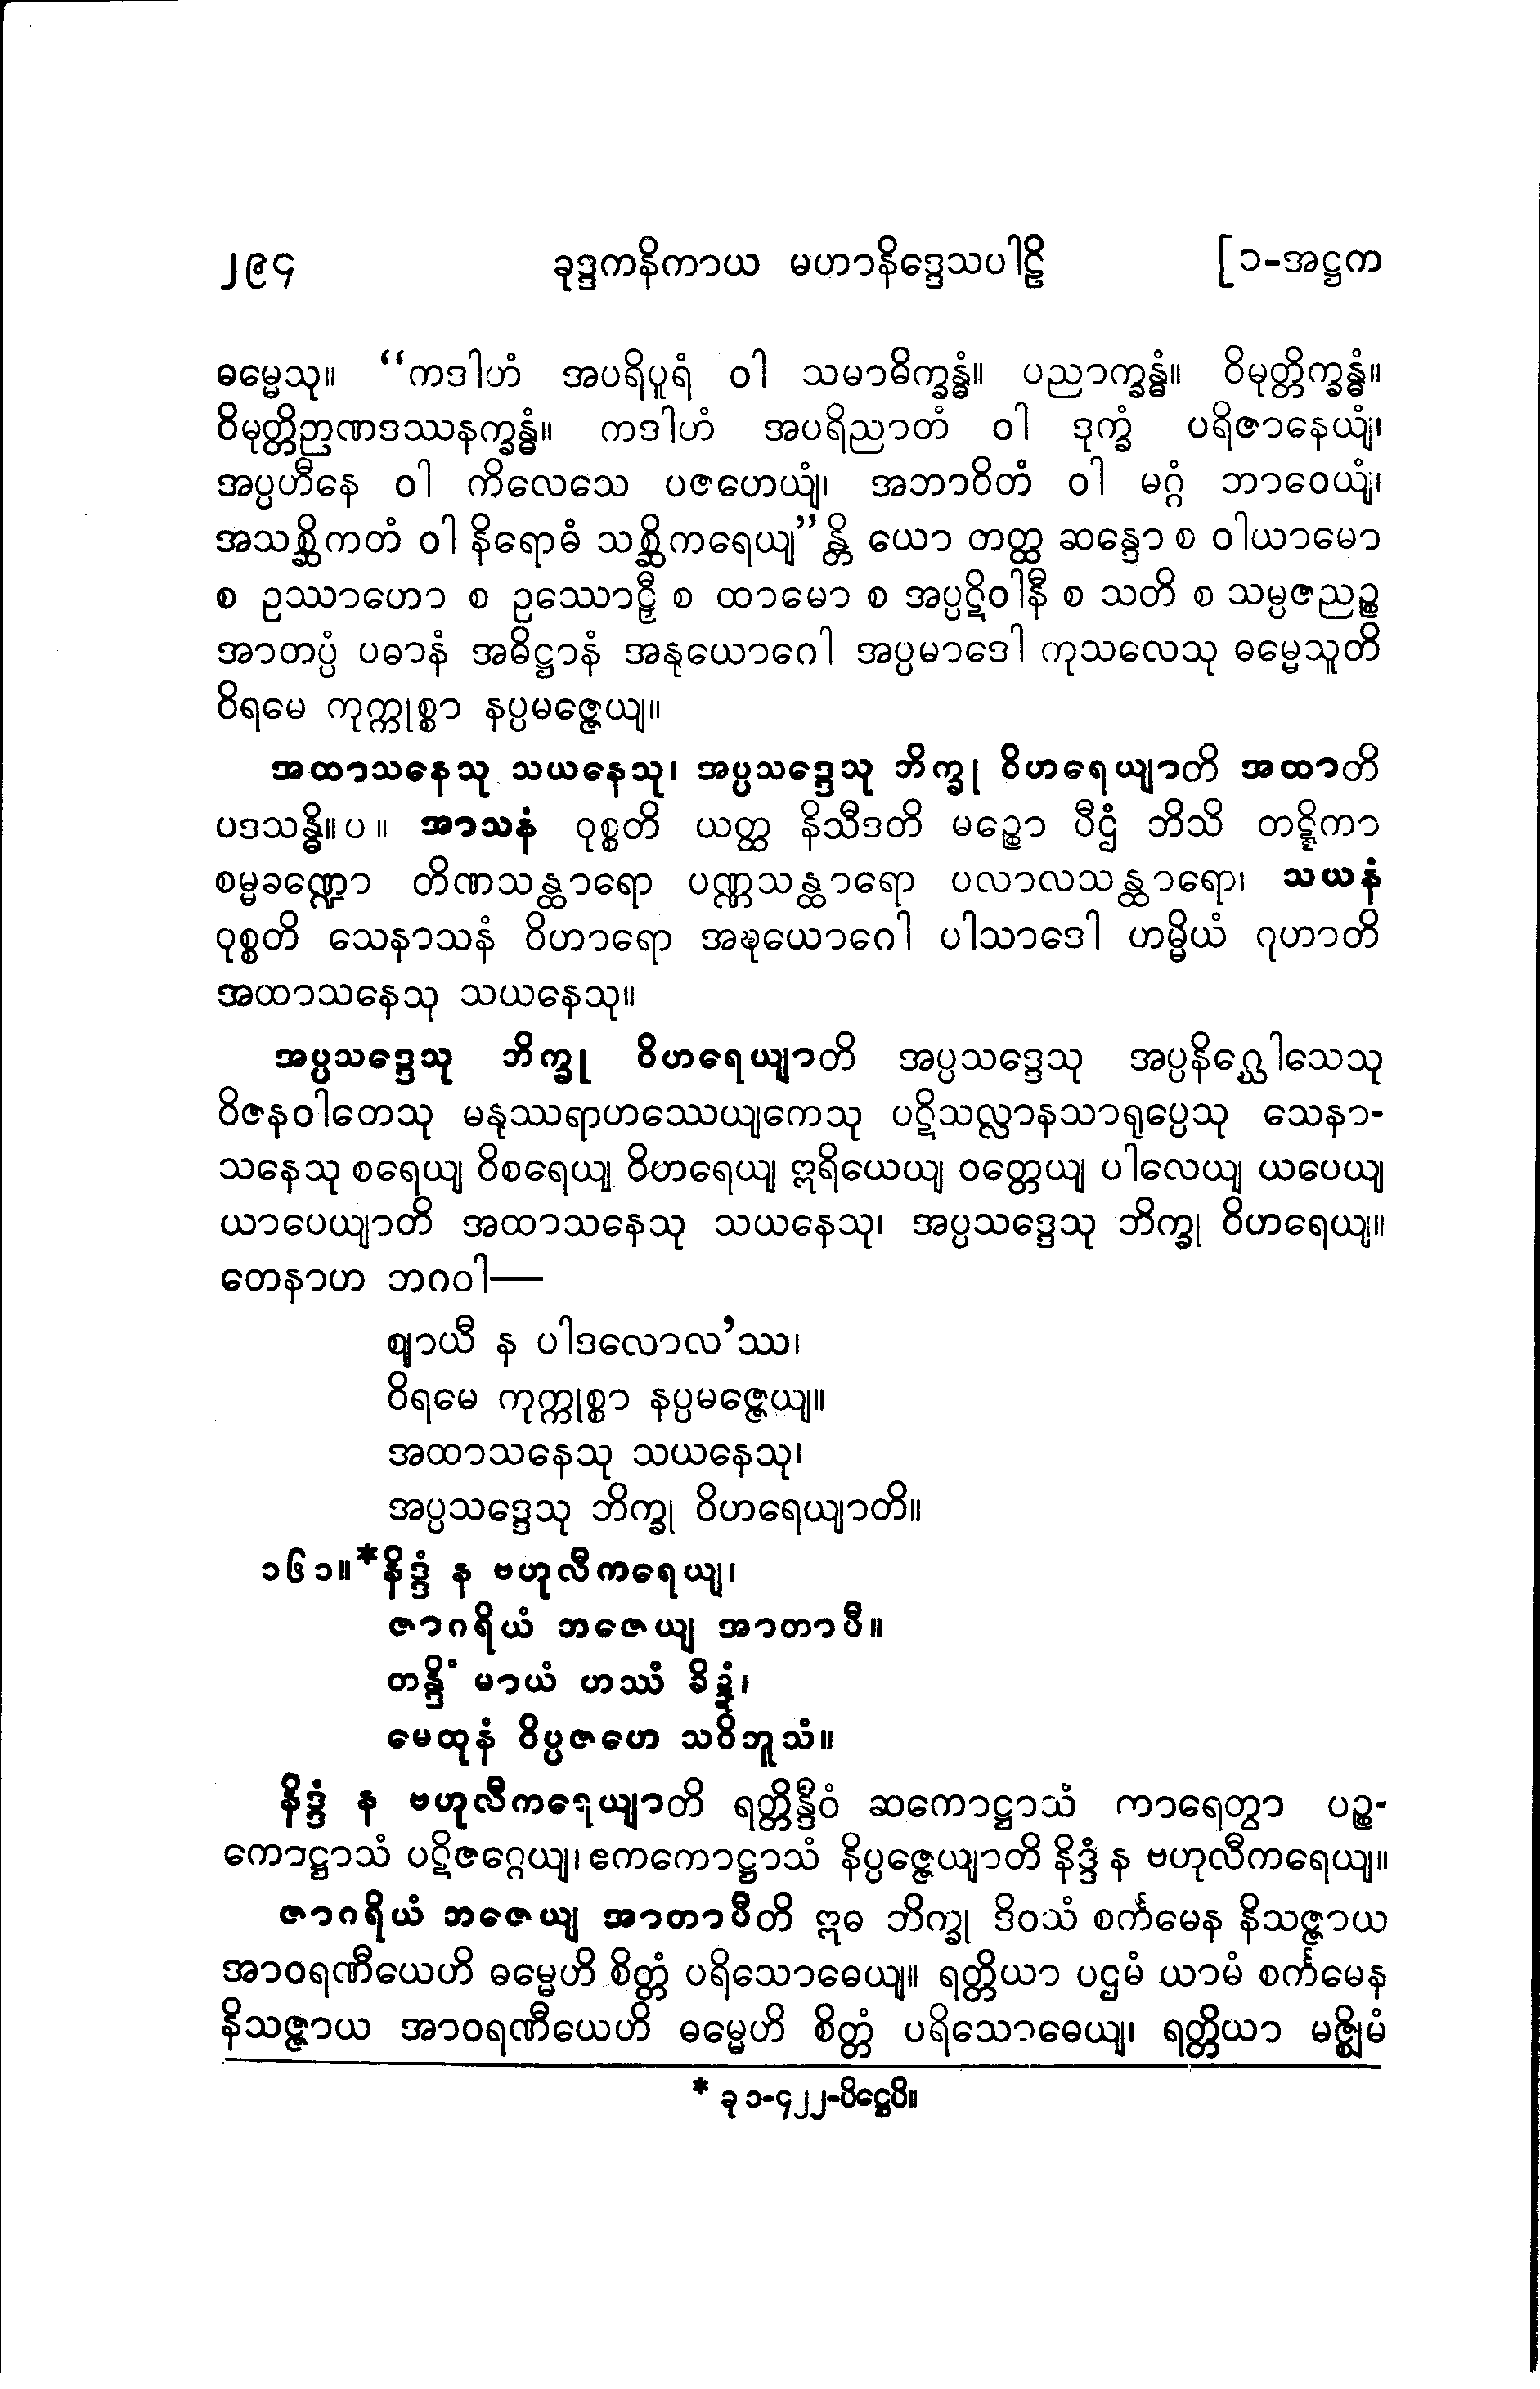 ၂၉၄ ခုဒ္ဒကနိကာယ မဟာနိဒ္ဒေသပါဠိ [၁-အဋ္ဌက
ဓမ္မေသု။ “ကဒါဟံ အပရိပူရံ ဝါ သမာဓိက္ခန္ဓံ။ ပညာက္ခန္ဓံ။ ဝိမုတ္တိက္ခန္ဓံ။
ဝိမုတ္တိဉာဏဒဿနက္ခန္ဓံ။ ကဒါဟံ အပရိညာတံ ဝါ ဒုက္ခံ ပရိဇာနေယျံ၊
အပ္ပဟီနေ ဝါ ကိလေသေ ပဇဟေယျံ၊ အဘာဝိတံ ဝါ မဂ္ဂံ ဘာဝေယျံ၊
အသစ္ဆိကတံ ဝါ နိရောဓံ သစ္ဆိကရေယျ”န္တိ ယော တတ္ထ ဆန္ဒော စ ဝါယာမော
စ ဥဿာဟော စ ဥဿောဠှီ စ ထာမော စ အပ္ပဋိဝါနီ စ သတိ စ သမ္ပဇညဉ္စ
အာတပ္ပံ ပဓာနံ အဓိဋ္ဌာနံ အနုယောဂေါ အပ္ပမာဒေါ ကုသလေသု ဓမ္မေသူတိ
ဝိရမေ ကုက္ကုစ္စာ နပ္ပမဇ္ဇေယျ။
အထာသနေသု သယနေသု၊ အပ္ပသဒ္ဒေသု ဘိက္ခု ဝိဟရေယျာတိ အထာတိ
ပဒသန္ဓိ။ပ။ အာသနံ ဝုစ္စတိ ယတ္ထ နိသီဒတိ မဉ္စော ပီဌံ ဘိသိ တဋ္ဋိကာ
စမ္မခဏ္ဍော တိဏသန္ထာရော ပဏ္ဏသန္ထာရော ပလာလသန္ထာရော၊ သယနံ
ဝုစ္စတိ သေနာသနံ ဝိဟာရော အဍ္ဎယောဂေါ ပါသာဒေါ ဟမ္မိယံ ဂုဟာတိ
အထာသနေသု သယနေသု။
အပ္ပသဒ္ဒေသု ဘိက္ခု ဝိဟရေယျာတိ အပ္ပသဒ္ဒေသု အပ္ပနိဂ္ဃေါသေသု
ဝိဇနဝါတေသု မနုဿရာဟဿေယျကေသု ပဋိသလ္လာနသာရုပ္ပေသု သေနာ-
သနေသု စရေယျ ဝိစရေယျ ဝိဟရေယျ ဣရိယေယျ ဝတ္တေယျ ပါလေယျ ယပေယျ
ယာပေယျာတိ အထာသနေသု သယနေသု၊ အပ္ပသဒ္ဒေသု ဘိက္ခု ဝိဟရေယျ။
တေနာဟ ဘဂဝါ—
ဈာယီ န ပါဒလောလ’ဿ၊
ဝိရမေ ကုက္ကုစ္စာ နပ္ပမဇ္ဇေယျ။
အထာသနေသု သယနေသု၊
အပ္ပသဒ္ဒေသု ဘိက္ခု ဝိဟရေယျာတိ။
၁၆၁။*နိဒ္ဒံ န ဗဟုလီကရေယျ၊
ဇာဂရိယံ ဘဇေယျ အာတာပီ။
တန္ဒိံ မာယံ ဟဿံ ခိဍ္ဍံ၊
မေထုနံ ဝိပ္ပဇဟေ သဝိဘူသံ။
နိဒ္ဒံ န ဗဟုလီကရေယျာတိ ရတ္တိန္ဒိဝံ ဆကောဋ္ဌာသံ ကာရေတွာ ပဉ္စ-
ကောဋ္ဌာသံ ပဋိဇဂ္ဂေယျ၊ ဧကကောဋ္ဌာသံ နိပ္ပဇ္ဇေယျာတိ နိဒ္ဒံ န ဗဟုလီကရေယျ။
ဇာဂရိယံ ဘဇေယျ အာတာပီတိ ဣဓ ဘိက္ခု ဒိဝသံ စင်္ကမေန နိသဇ္ဇာယ
အာဝရဏီယေဟိ ဓမ္မေဟိ စိတ္တံ ပရိသောဓေယျ။ ရတ္တိယာ ပဌမံ ယာမံ စင်္ကမေန
နိသဇ္ဇာယ အာဝရဏီယေဟိ ဓမ္မေဟိ စိတ္တံ ပရိသောဓေယျ၊ ရတ္တိယာ မဇ္ဈိမံ
* ခု ၁-၄၂၂-ပိဋ္ဌေပိ။